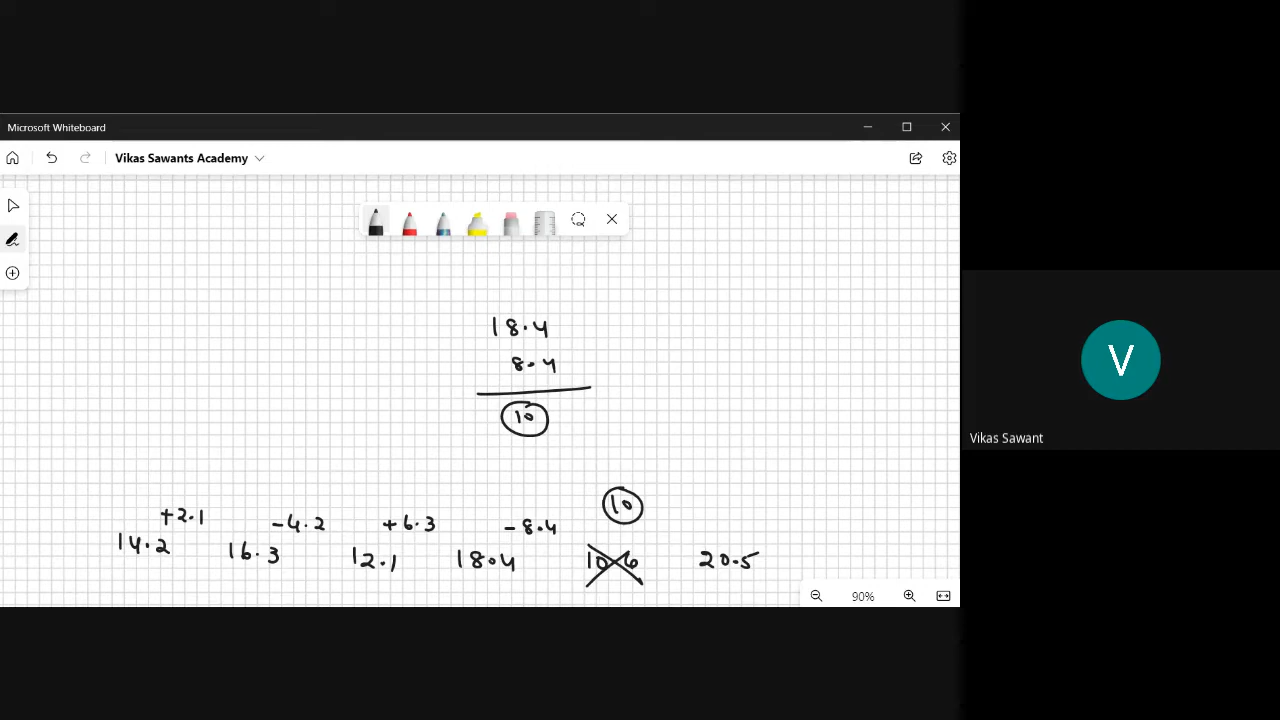 Microsoft Whiteboard
Vikas Sawants Academy
18.4
8.4
10
10
+2.1 -4.2 +6.3 -8.4
14.2 16.3 12.1 18.4 10.6 20.5
90%
V
Vikas Sawant